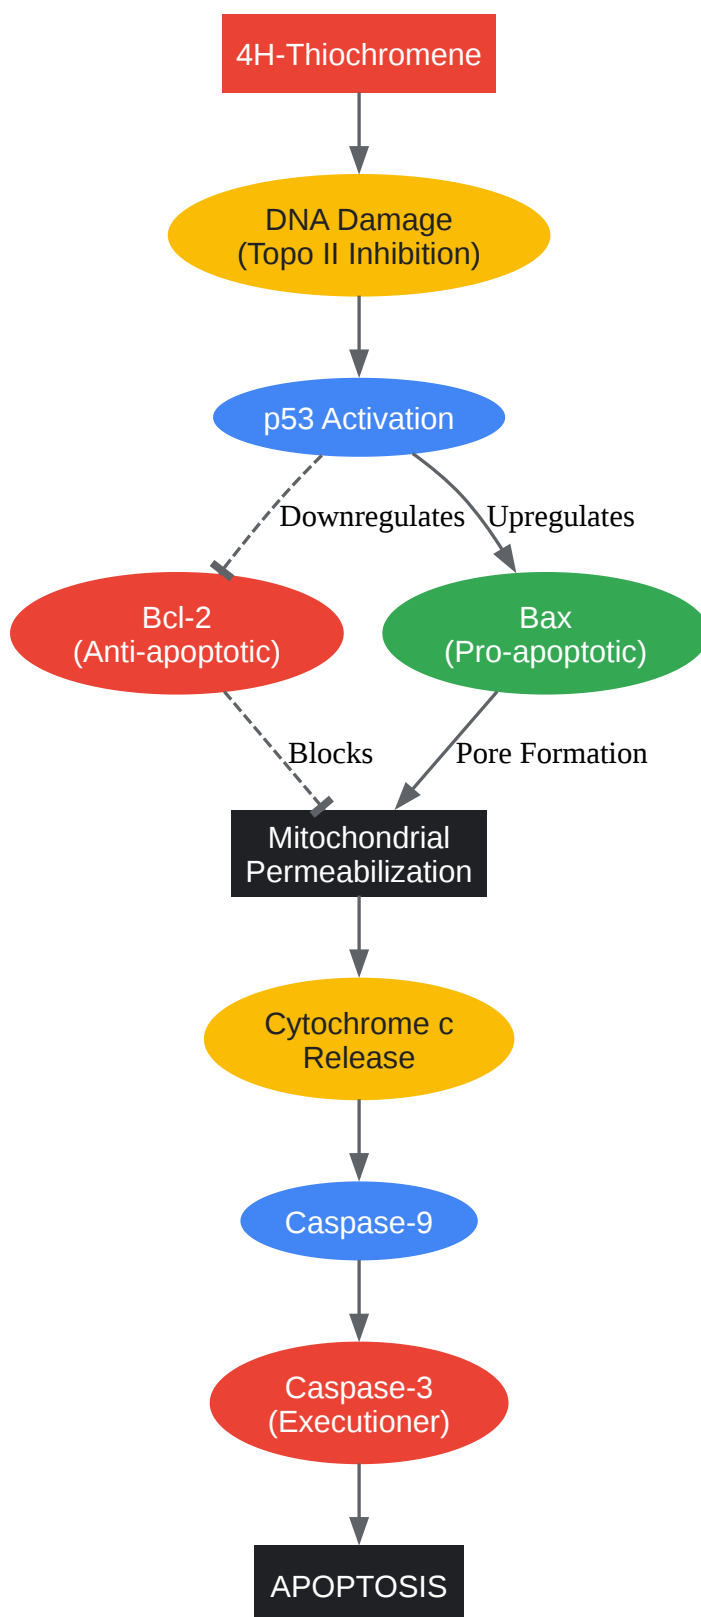 4H-Thiochromene
DNA Damage
(Topo II Inhibition)
p53 Activation
Downregulates
Upregulates
Bcl-2
(Anti-apoptotic)
Bax
(Pro-apoptotic)
Blocks
Pore Formation
Mitochondrial
Permeabilization
Cytochrome c
Release
Caspase-9
Caspase-3
(Executioner)
APOPTOSIS